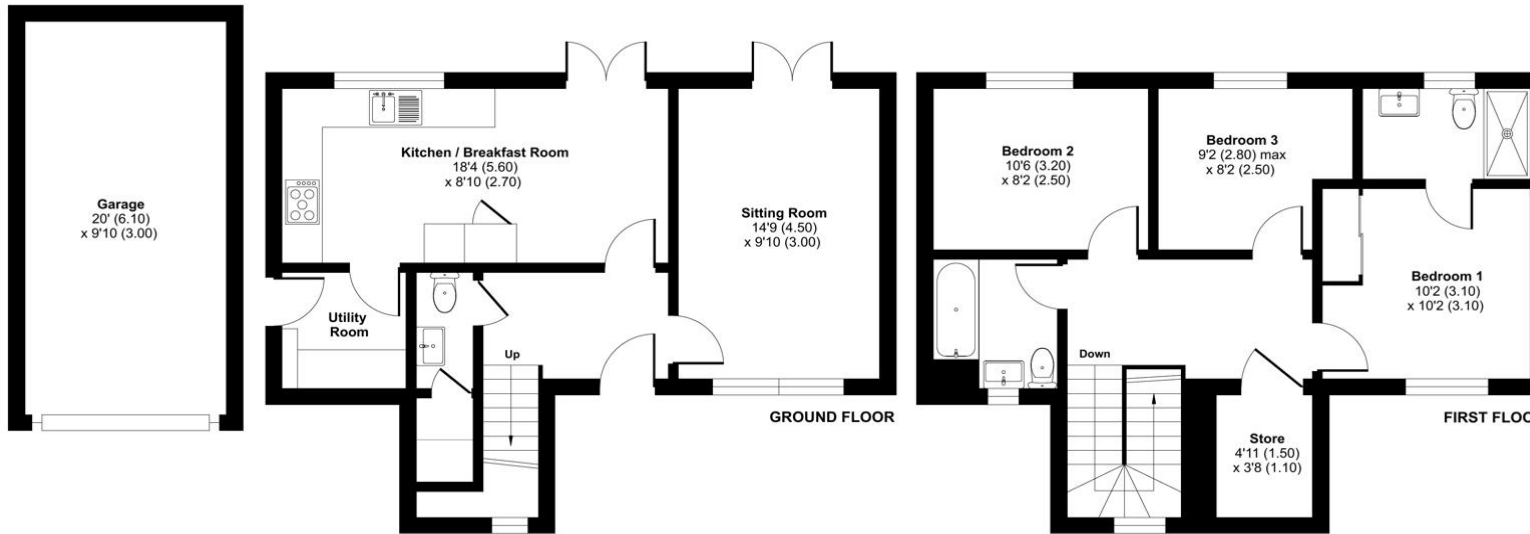 Garage
20' (6.10)
x 9'10 (3.00)
Kitchen / Breakfast Room
18'4 (5.60)
x 8'10 (2.70)
Sitting Room
14'9 (4.50)
x 9'10 (3.00)
Utility
Room
Up
GROUND FLOOR
Bedroom 2
10'6 (3.20)
x 8'2 (2.50)
Bedroom 3
9'2 (2.80) max
x 8'2 (2.50)
Bedroom 1
10'2 (3.10)
x 10'2 (3.10)
Down
Store
4'11 (1.50)
x 3'8 (1.10)
FIRST FLOO